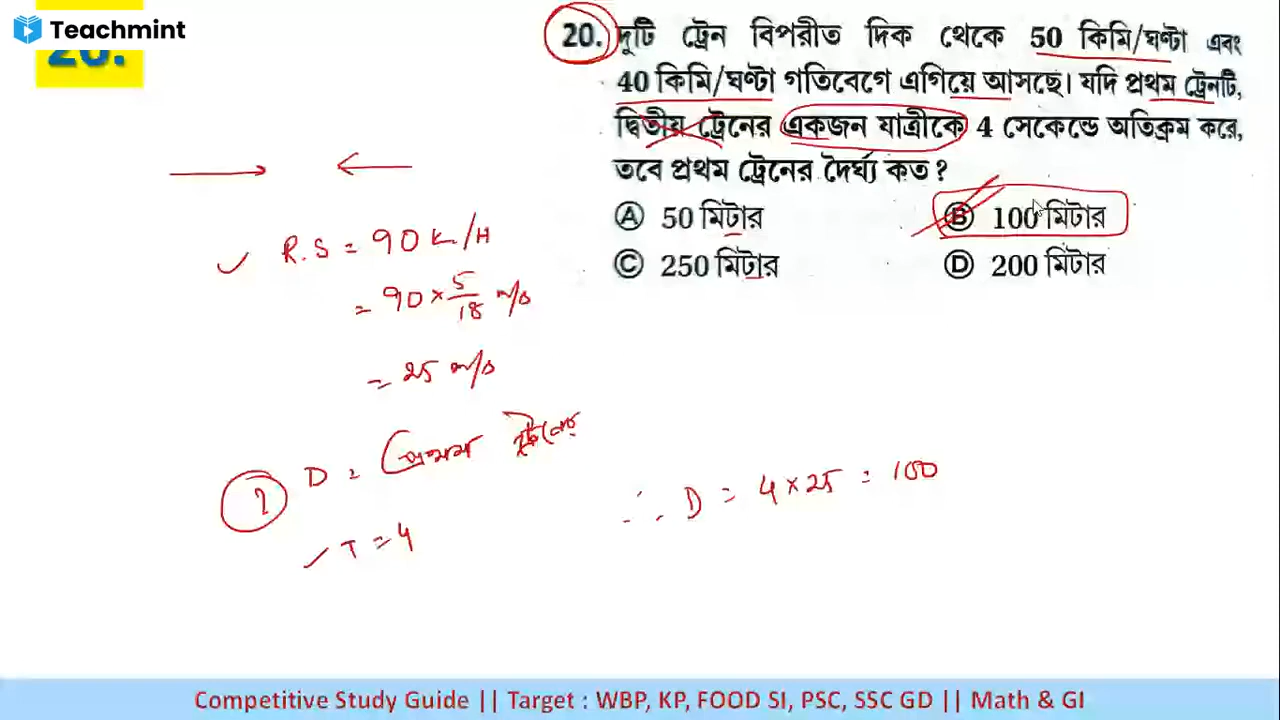 Teachmint
20.
20. দুটি ট্রেন বিপরীত দিক থেকে 50 কিমি/ঘণ্টা এবং
40 কিমি/ঘণ্টা গতিবেগে এগিয়ে আসছে। যদি প্রথম ট্রেনটি,
দ্বিতীয় ট্রেনের একজন যাত্রীকে 4 সেকেন্ডে অতিক্রম করে,
তবে প্রথম ট্রেনের দৈর্ঘ্য কত?
A 50 মিটার B 100 মিটার
C 250 মিটার D 200 মিটার
R.S = 90 K/H
= 90 × 5/18 m/s
= 25 m/s
? D = প্রথম ট্রেনের
T = 4
∴ D = 4 × 25 = 100
Competitive Study Guide || Target : WBP, KP, FOOD SI, PSC, SSC GD || Math & GI